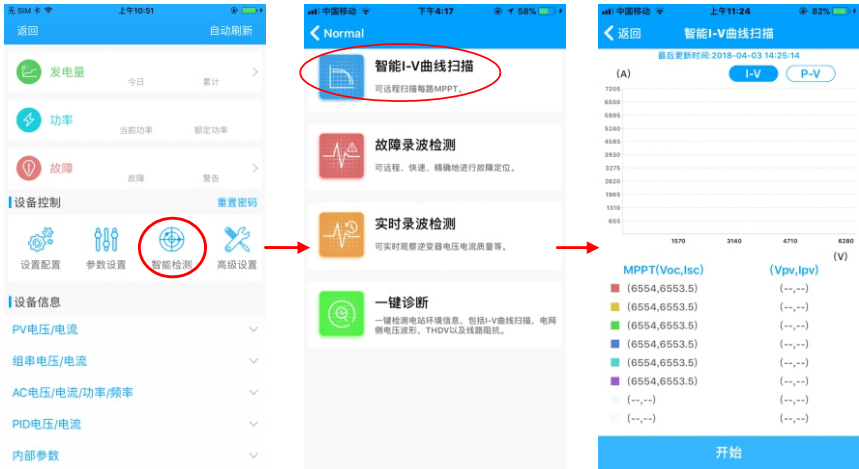 无 SIM 卡
上午10:51
返回
自动刷新
发电量
今日
累计
功率
当前功率
额定功率
故障
故障
警告
设备控制
重置密码
设置配置
参数设置
智能检测
高级设置
设备信息
PV电压/电流
组串电压/电流
AC电压/电流/功率/频率
PID电压/电流
内部参数
中国移动
下午4:17
58%
Normal
智能I-V曲线扫描
可远程扫描每路MPPT。
故障录波检测
可远程、快速、精确地进行故障定位。
实时录波检测
可实时观察逆变器电压电流质量等。
一键诊断
一键检测电站环境信息，包括I-V曲线扫描，电网
侧电压波形，THDV以及线路阻抗。
中国移动
上午11:24
82%
返回
智能I-V曲线扫描
最后更新时间:2018-04-03 14:25:14
(A)
I-V
P-V
7205
6550
5895
5240
4585
3930
3275
2620
1965
1310
655
1570
3140
4710
6280
(V)
MPPT(Voc,Isc)
(Vpv,Ipv)
(6554,6553.5)
(--,--)
(6554,6553.5)
(--,--)
(6554,6553.5)
(--,--)
(6554,6553.5)
(--,--)
(6554,6553.5)
(--,--)
(6554,6553.5)
(--,--)
(--,--)
(--,--)
(--,--)
(--,--)
开始